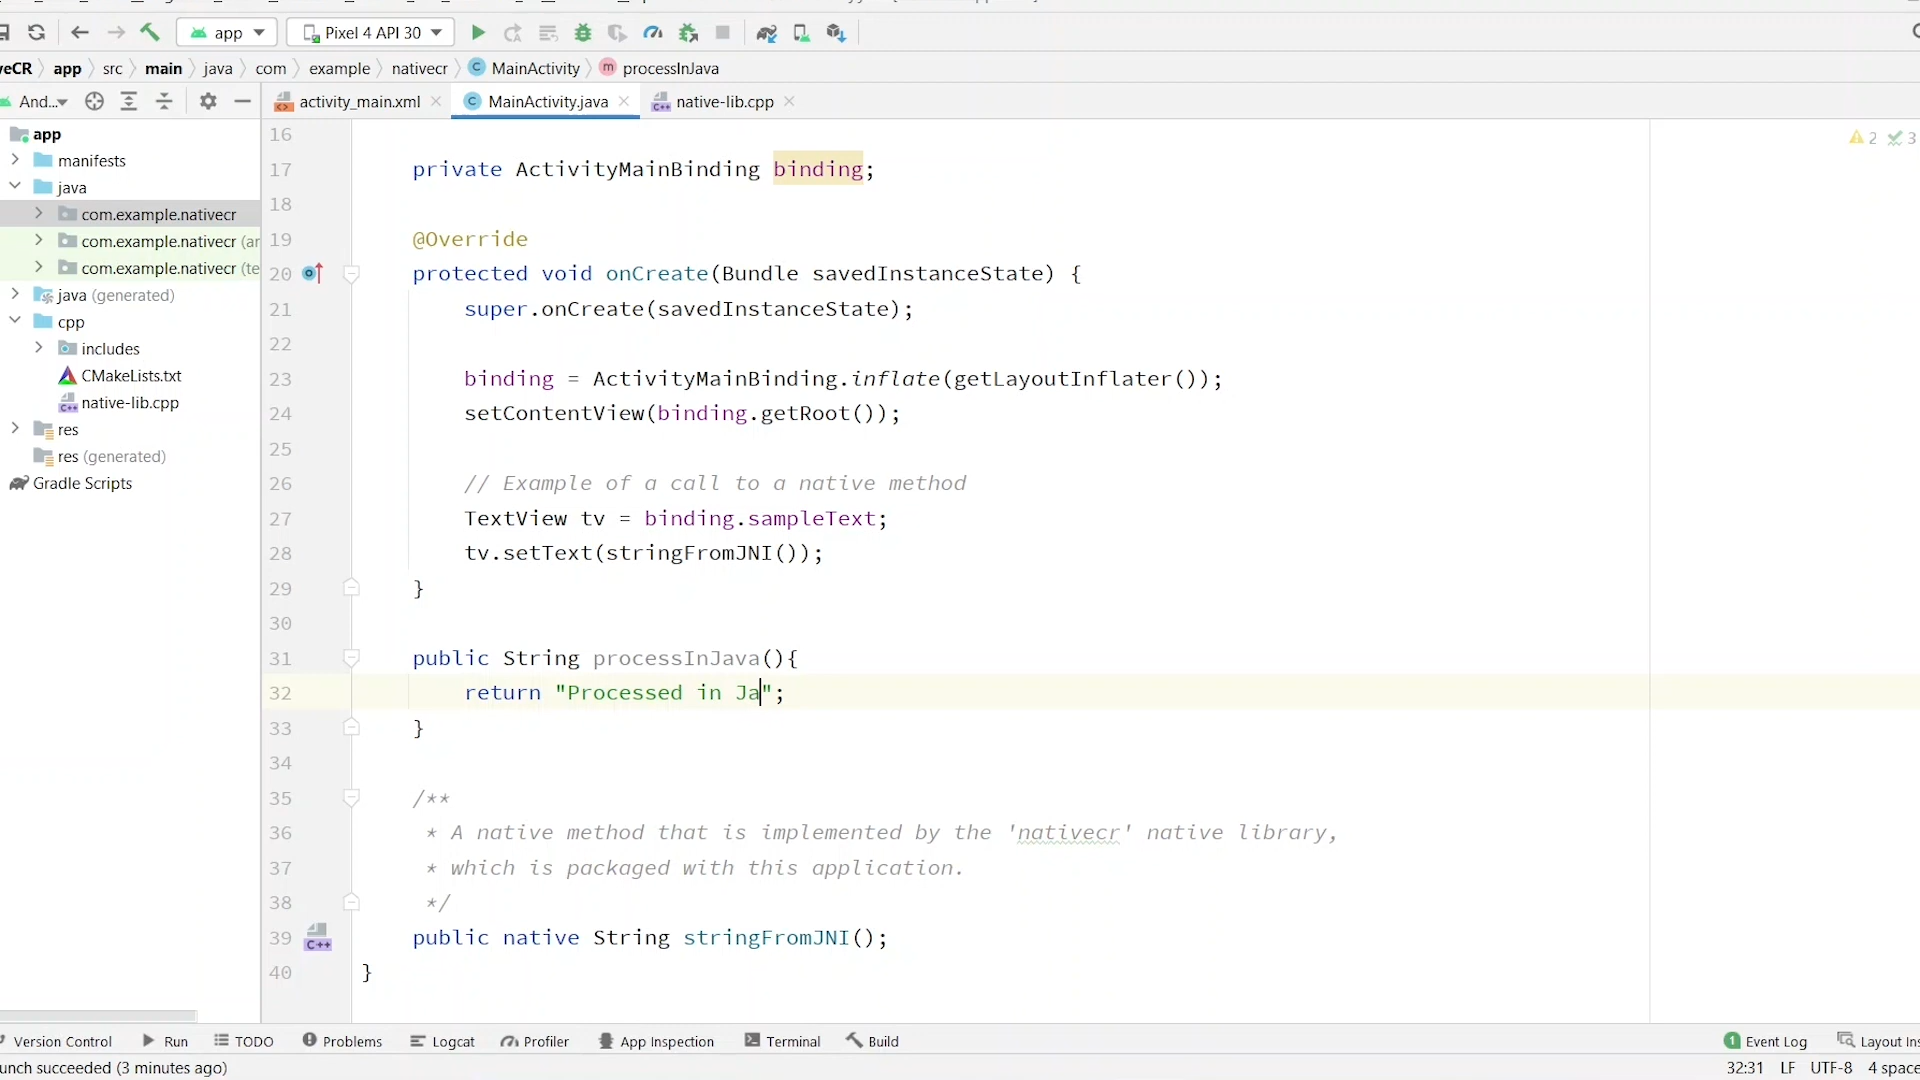 app Pixel 4 API 30
veCR app src main java com example nativecr MainActivity processInJava
And... activity_main.xml MainActivity.java native-lib.cpp
app
manifests
java
com.example.nativecr
com.example.nativecr (ar
com.example.nativecr (te
java (generated)
cpp
includes
CMakeLists.txt
native-lib.cpp
res
res (generated)
Gradle Scripts
2 3
16
17 private ActivityMainBinding binding;
18
19 @Override
20 protected void onCreate(Bundle savedInstanceState) {
21 super.onCreate(savedInstanceState);
22
23 binding = ActivityMainBinding.inflate(getLayoutInflater());
24 setContentView(binding.getRoot());
25
26 // Example of a call to a native method
27 TextView tv = binding.sampleText;
28 tv.setText(stringFromJNI());
29 }
30
31 public String processInJava(){
32 return "Processed in Ja";
33 }
34
35 /**
36 * A native method that is implemented by the 'nativecr' native library,
37 * which is packaged with this application.
38 */
39 C++ public native String stringFromJNI();
40 }
Version Control Run TODO Problems Logcat Profiler App Inspection Terminal Build 1 Event Log Layout Ins
unch succeeded (3 minutes ago) 32:31 LF UTF-8 4 space